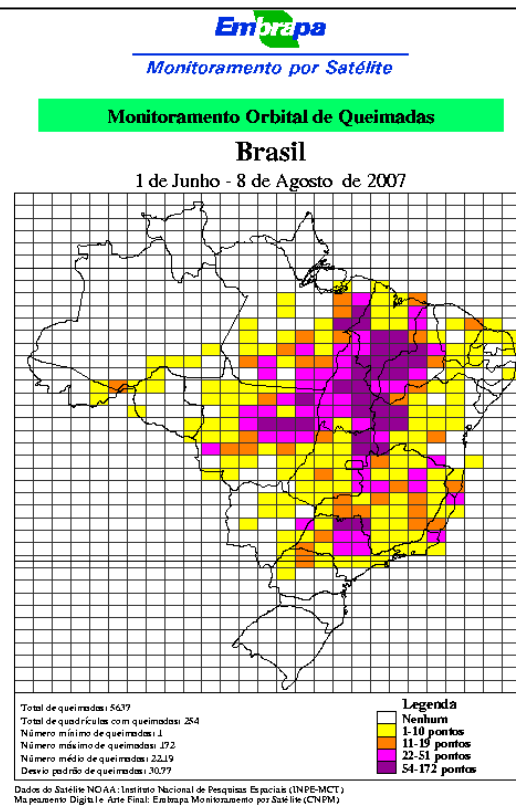 Embrapa
Monitoramento por Satélite
Monitoramento Orbital de Queimadas
Brasil
1 de Junho - 8 de Agosto de 2007
Total de queimadas: 5637
Total de quadrículas com queimadas: 254
Número mínimo de queimadas: 1
Número máximo de queimadas: 172
Número médio de queimadas: 22.19
Desvio padrão de queimadas: 30.77
Legenda
Nenhum
1-10 pontos
11-19 pontos
22-51 pontos
54-172 pontos
Dados do Satélite NOAA: Instituto Nacional de Pesquisas Espaciais (INPE-MCT)
Mapeamento Digital e Arte Final: Embrapa Monitoramento por Satélite (CNPM)